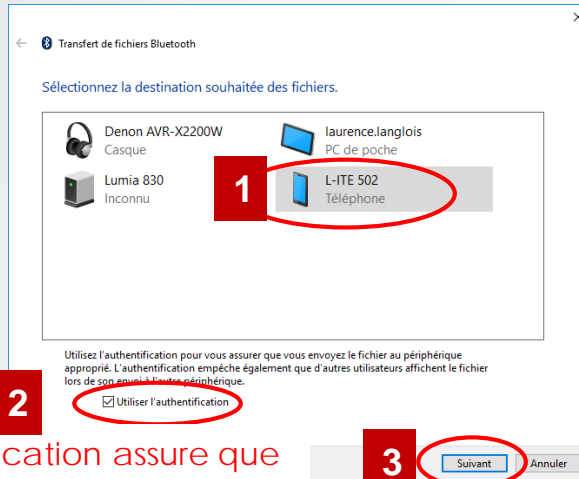 Transfert de fichiers Bluetooth
Sélectionnez la destination souhaitée des fichiers.
Denon AVR-X2200W
Casque
laurence.langlois
PC de poche
Lumia 830
Inconnu
1
L-ITE 502
Téléphone
Utilisez l'authentification pour vous assurer que vous envoyez le fichier au périphérique
approprié. L'authentification empêche également que d'autres utilisateurs affichent le fichier
lors de son envoi à l'autre périphérique.
2
Utiliser l'authentification
cation assure que
3
Suivant
Annuler